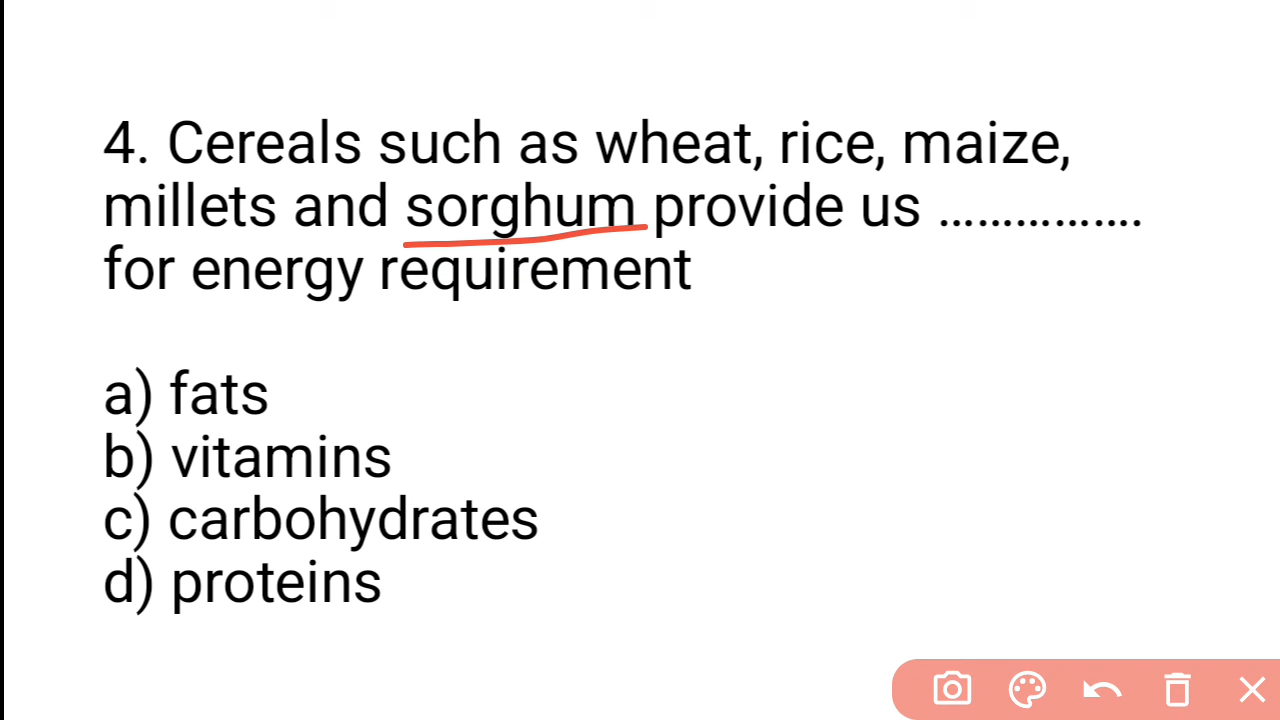 4. Cereals such as wheat, rice, maize,
millets and sorghum provide us ................
for energy requirement
a) fats
b) vitamins
c) carbohydrates
d) proteins